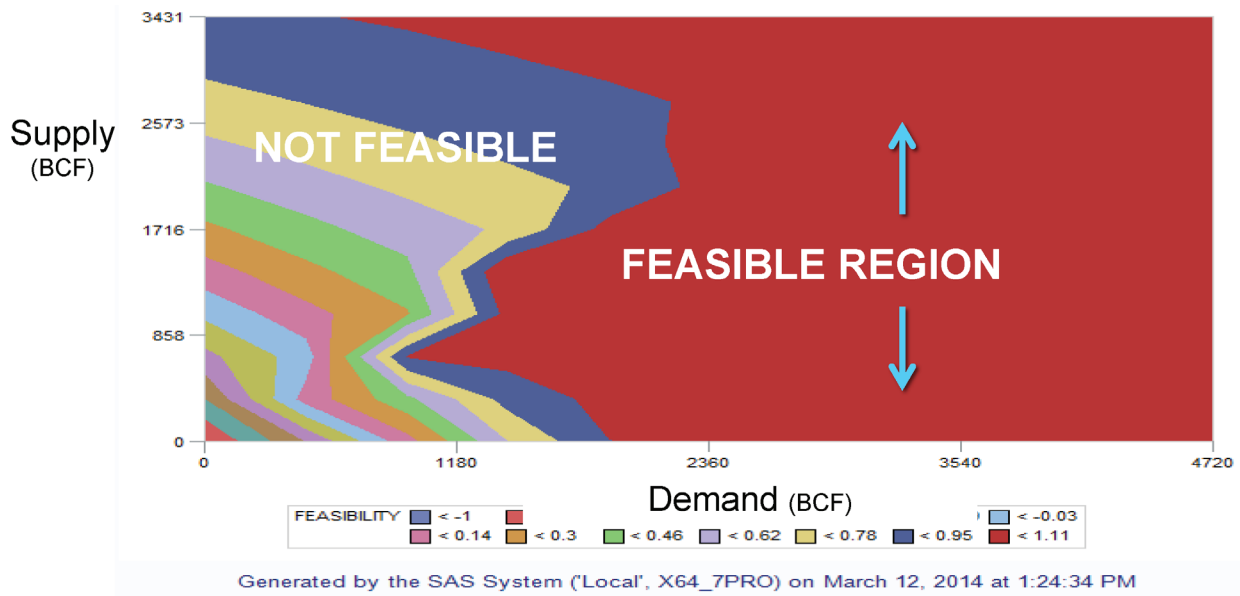 3431
Supply
(BCF)
2573
NOT FEASIBLE
1716
FEASIBLE REGION
858
0
0 1180 2360 3540 4720
Demand (BCF)
FEASIBILITY < -1 < -0.03
< 0.14 < 0.3 < 0.46 < 0.62 < 0.78 < 0.95 < 1.11
Generated by the SAS System ('Local', X64_7PRO) on March 12, 2014 at 1:24:34 PM